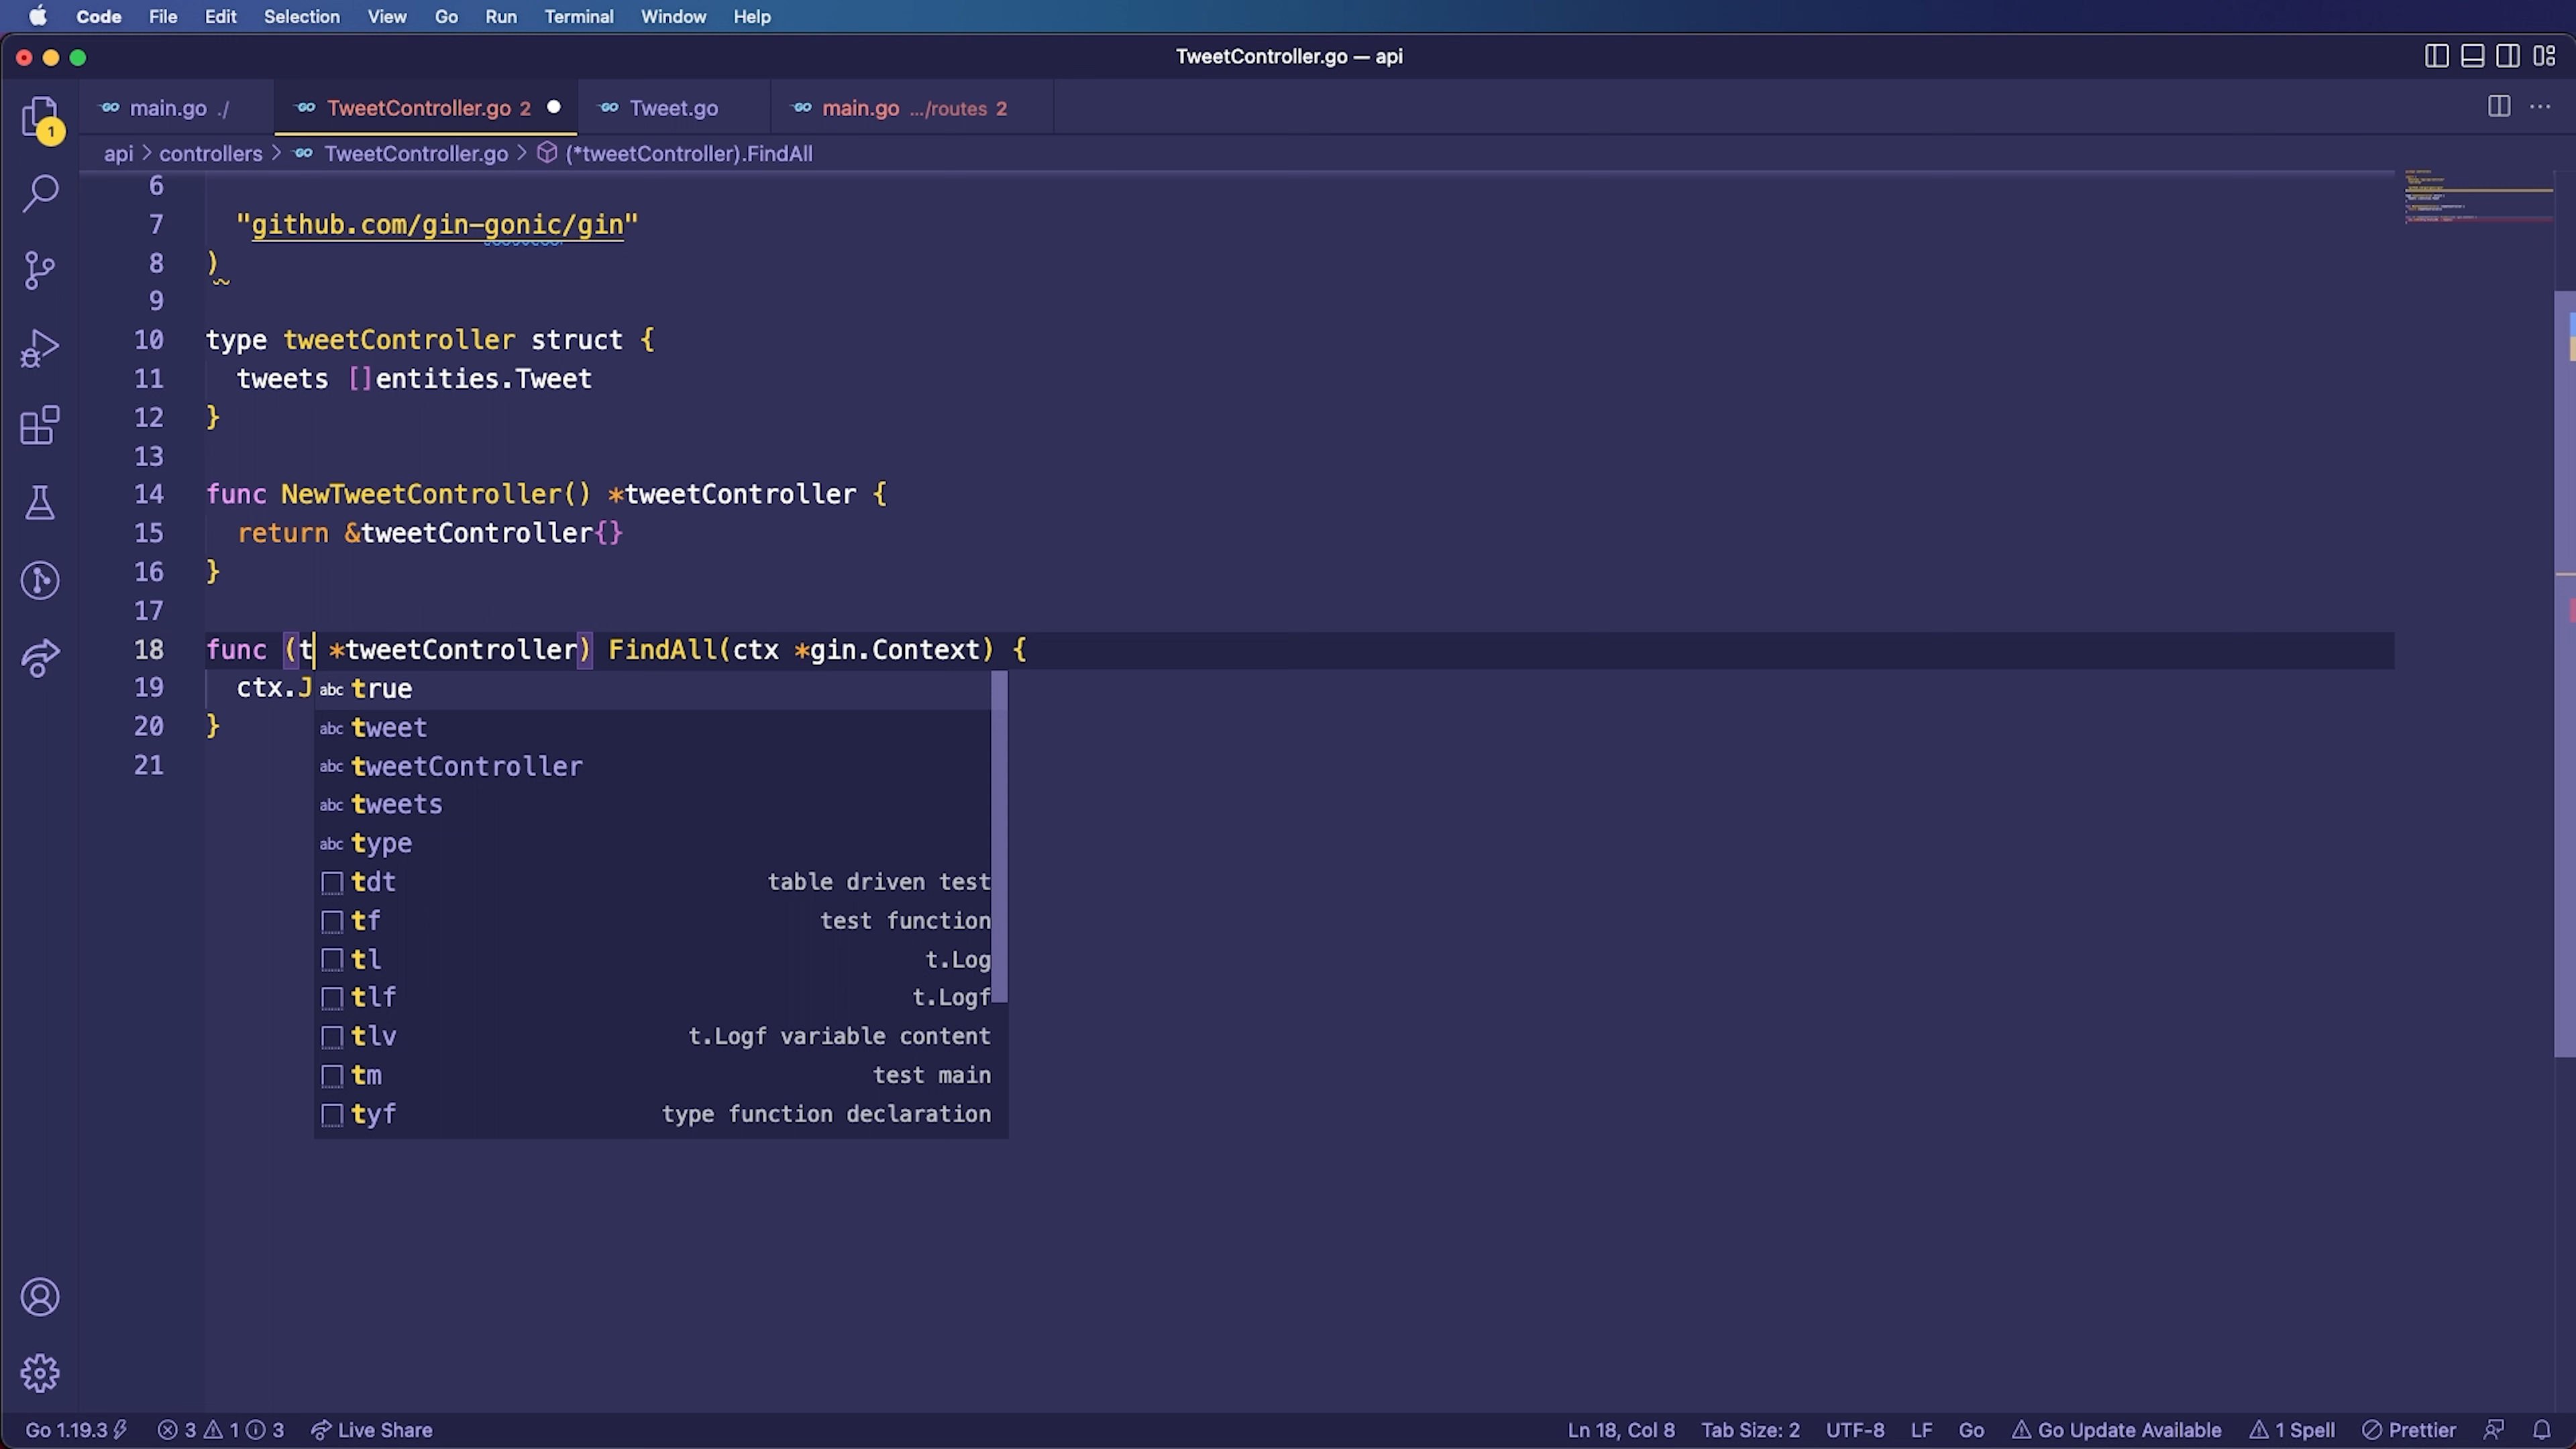 Code File Edit Selection View Go Run Terminal Window Help
TweetController.go — api
main.go ./ TweetController.go 2 Tweet.go main.go .../routes 2
1
api > controllers > TweetController.go > (*tweetController).FindAll
6
7 "github.com/gin-gonic/gin"
8 )
9
10 type tweetController struct {
11 tweets []entities.Tweet
12 }
13
14 func NewTweetController() *tweetController {
15 return &tweetController{}
16 }
17
18 func (t *tweetController) FindAll(ctx *gin.Context) {
19 ctx.J abc true
abc tweet
20 }
abc tweetController
21
abc tweets
abc type
tdt table driven test
tf test function
tl t.Log
tlf t.Logf
tlv t.Logf variable content
tm test main
tyf type function declaration
Go 1.19.3 3 1 3 Live Share Ln 18, Col 8 Tab Size: 2 UTF-8 LF Go Go Update Available 1 Spell Prettier